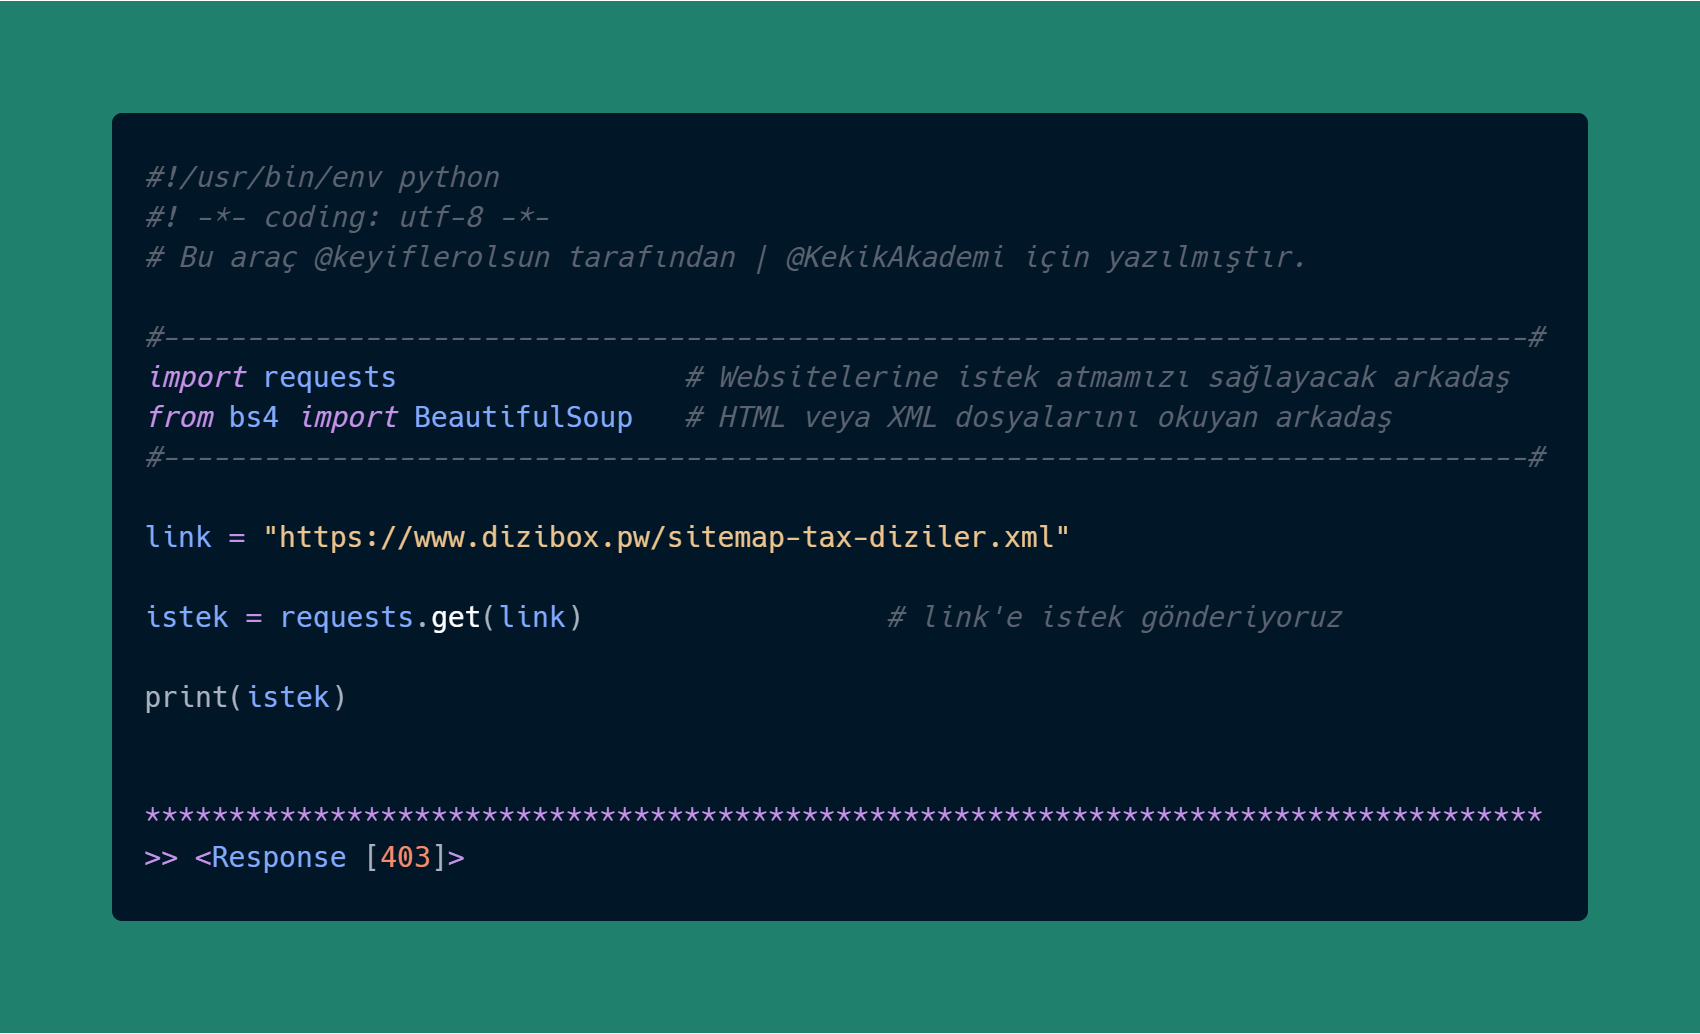 #!/usr/bin/env python
#! -*- coding: utf-8 -*-
# Bu araç @keyiflerolsun tarafından | @KekikAkademi için yazılmıştır.
#---------------------------------------------------------------------------------#
import requests                 # Websitelerine istek atmamızı sağlayacak arkadaş
from bs4 import BeautifulSoup   # HTML veya XML dosyalarını okuyan arkadaş
#---------------------------------------------------------------------------------#
link = "https://www.dizibox.pw/sitemap-tax-diziler.xml"
istek = requests.get(link)                  # link'e istek gönderiyoruz
print(istek)
***********************************************************************************
>> <Response [403]>